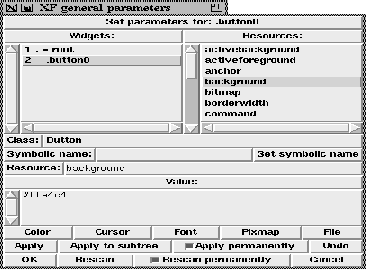 XF general parameters
Set parameters for: .button0
Widgets:
Resources:
1 . = root
2 .button0
activebackground
activeforeground
anchor
background
bitmap
borderwidth
command
Class: Button
Symbolic name:
Set symbolic name
Resource: background
Value:
Color
Cursor
Font
Pixmap
File
Apply
Apply to subtree
Apply permanently
Undo
OK
Rescan
Rescan permanently
Cancel